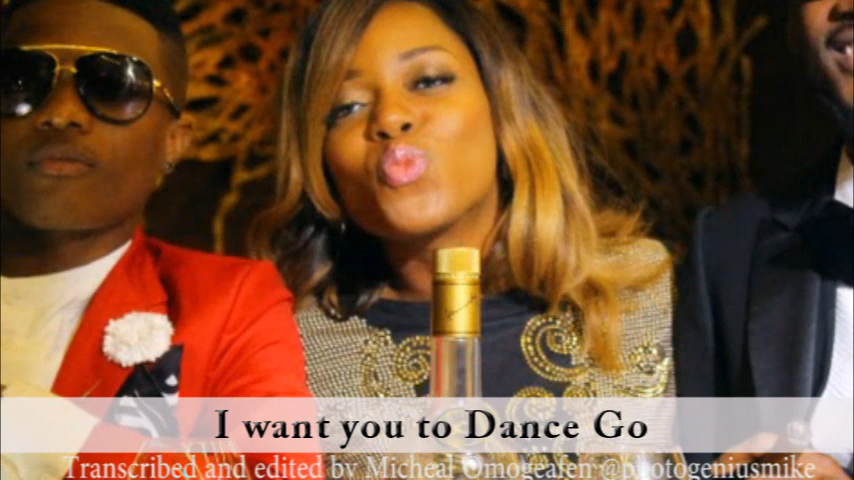 I want you to Dance Go
Transcribed and edited by Micheal Omogeafen @photogeniusmike